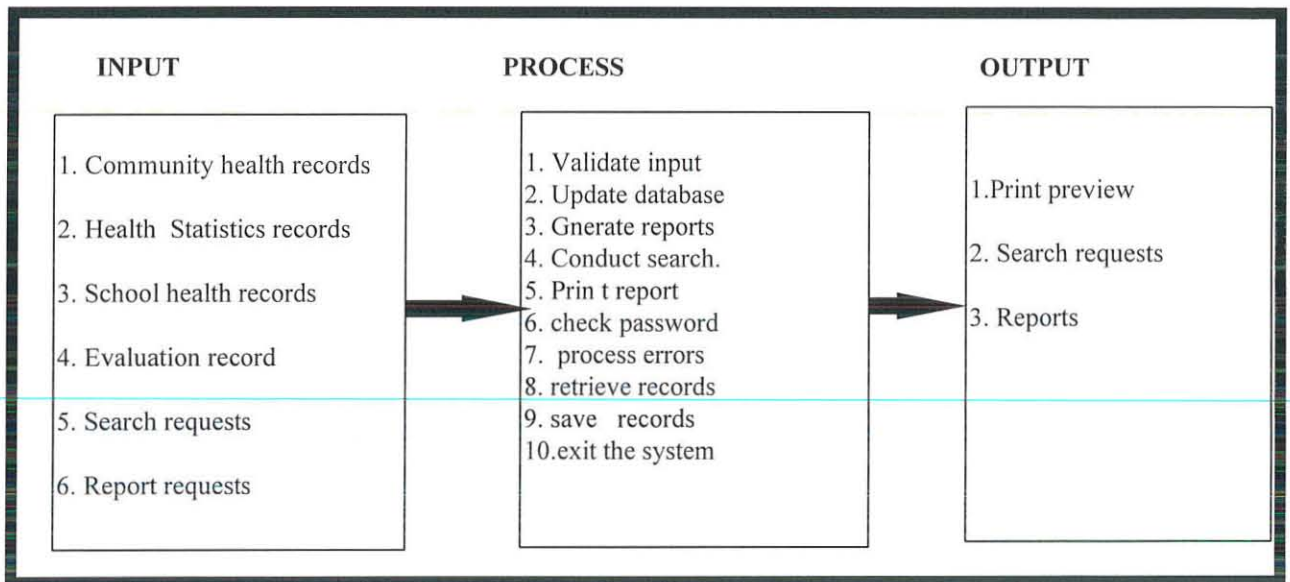 INPUT
PROCESS
OUTPUT
1. Community health records
2. Health Statistics records
3. School health records
4. Evaluation record
5. Search requests
6. Report requests
1. Validate input
2. Update database
3. Gnerate reports
4. Conduct search.
5. Prin t report
6. check password
7. process errors
8. retrieve records
9. save records
10.exit the system
1.Print preview
2. Search requests
3. Reports